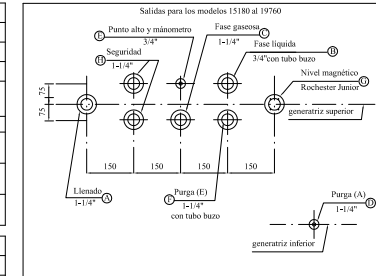 Salidas para los modelos 15180 al 19760
E Punto alto y mánometro
3/4"
Fase gaseosa C
1-1/4"
H Seguridad
1-1/4"
Fase líquida B
3/4"con tubo buzo
Nivel magnético G
Rochester Junior
generatriz superior
75
75
150 150 150 150
Llenado A
1-1/4"
Purga (E)
F 1-1/4"
con tubo buzo
Purga (A) D
1-1/4"
generatriz inferior